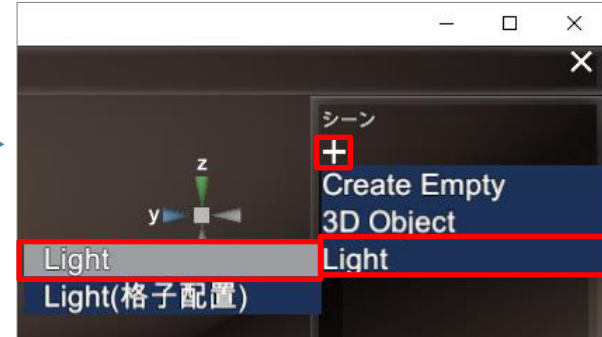 シーン
+
Create Empty
3D Object
Light
z
y
Light
Light(格子配置)